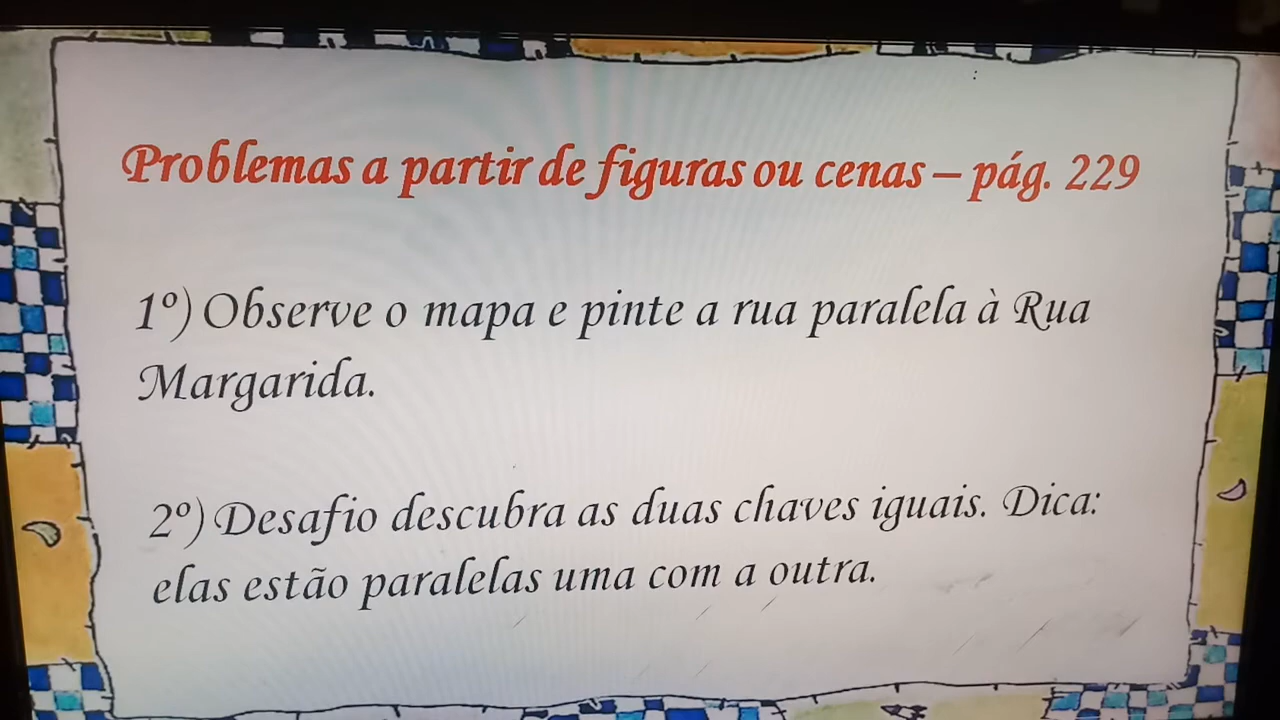 Problemas a partir de figuras ou cenas – pág. 229
1º) Observe o mapa e pinte a rua paralela à Rua
Margarida.
2º) Desafio descubra as duas chaves iguais. Dica:
elas estão paralelas uma com a outra.